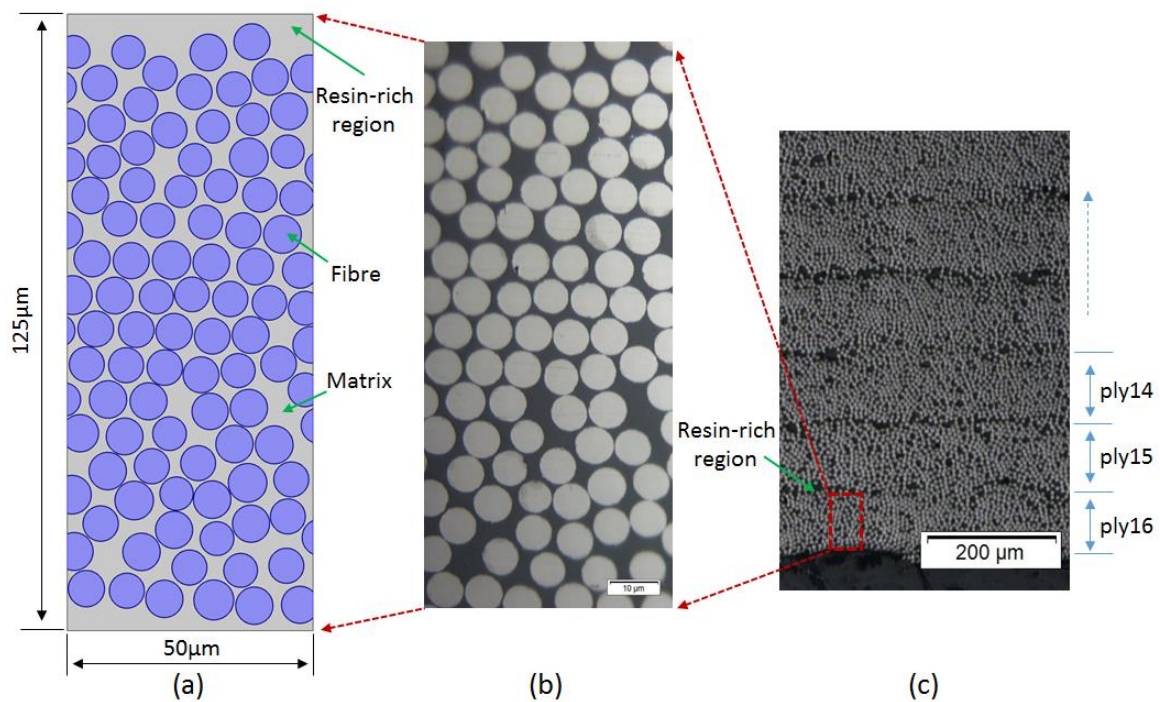 Resin-rich
region
Fibre
Matrix
125µm
50µm
(a)
10 µm
(b)
Resin-rich
region
ply14
ply15
ply16
200 µm
(c)